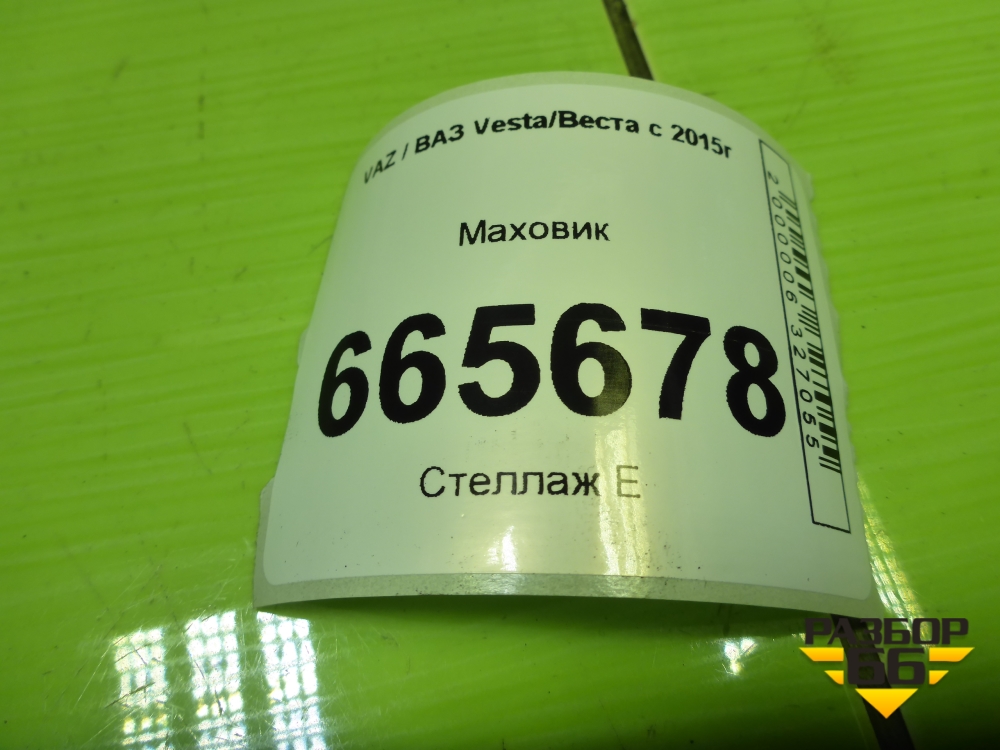 VAZ / ВАЗ Vesta/Веста с 2015г
Маховик
665678
Стеллаж Е
2000006327055
РАЗБОР
66